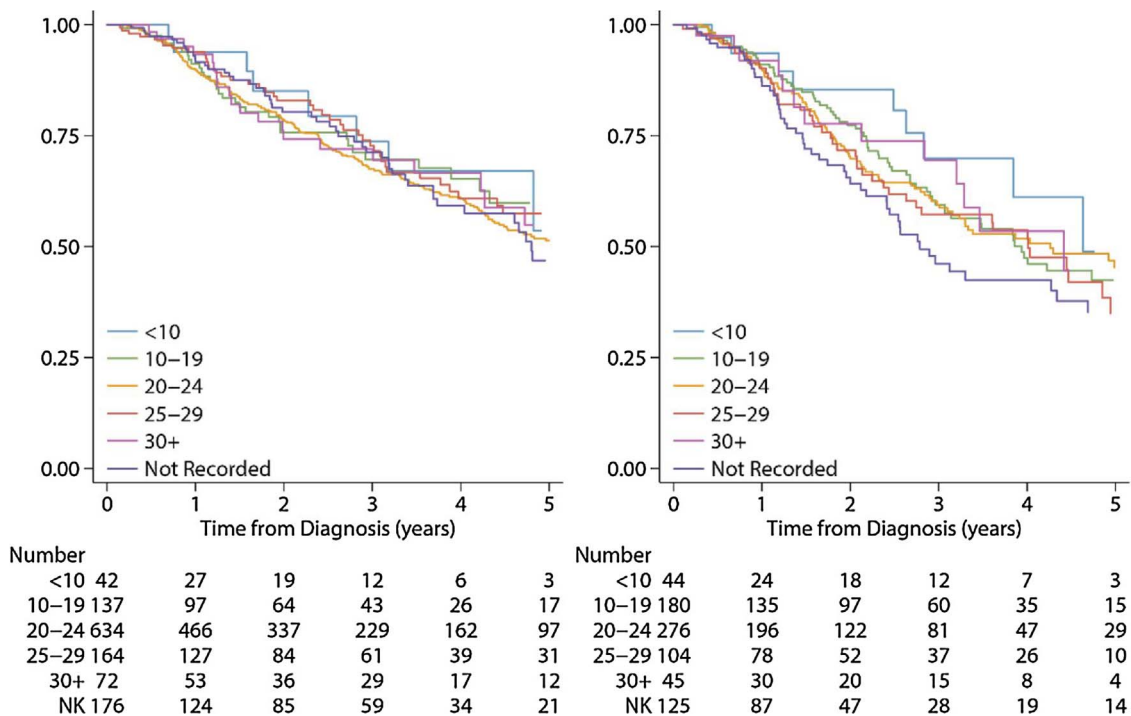 1.00
0.75
0.50
0.25
0.00
<10
10–19
20–24
25–29
30+
Not Recorded
0 1 2 3 4 5
Time from Diagnosis (years)
Number
<10 42 27 19 12 6 3
10–19 137 97 64 43 26 17
20–24 634 466 337 229 162 97
25–29 164 127 84 61 39 31
30+ 72 53 36 29 17 12
NK 176 124 85 59 34 21
1.00
0.75
0.50
0.25
0.00
<10
10–19
20–24
25–29
30+
Not Recorded
0 1 2 3 4 5
Time from Diagnosis (years)
Number
<10 44 24 18 12 7 3
10–19 180 135 97 60 35 15
20–24 276 196 122 81 47 29
25–29 104 78 52 37 26 10
30+ 45 30 20 15 8 4
NK 125 87 47 28 19 14